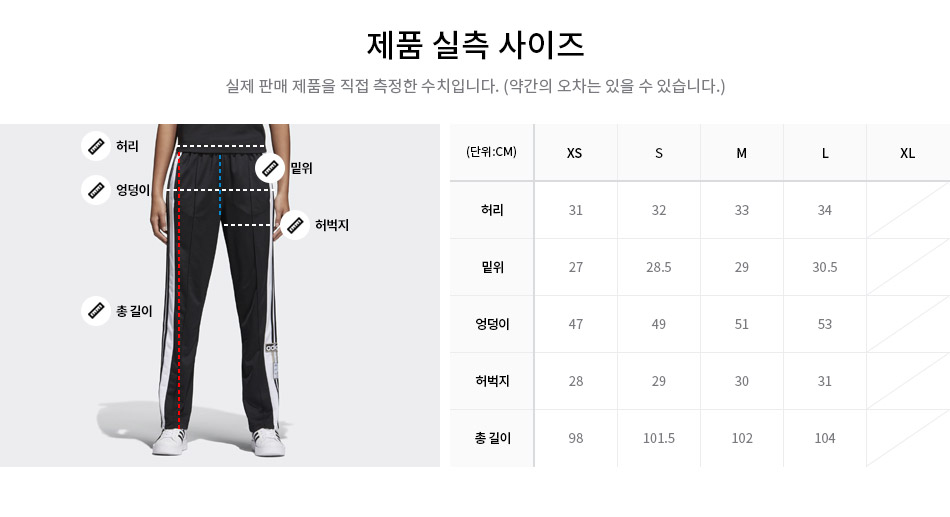 제품 실측 사이즈
실제 판매 제품을 직접 측정한 수치입니다. (약간의 오차는 있을 수 있습니다.)
허리
밑위
엉덩이
허벅지
총 길이
(단위:CM) XS S M L XL
허리 31 32 33 34
밑위 27 28.5 29 30.5
엉덩이 47 49 51 53
허벅지 28 29 30 31
총 길이 98 101.5 102 104